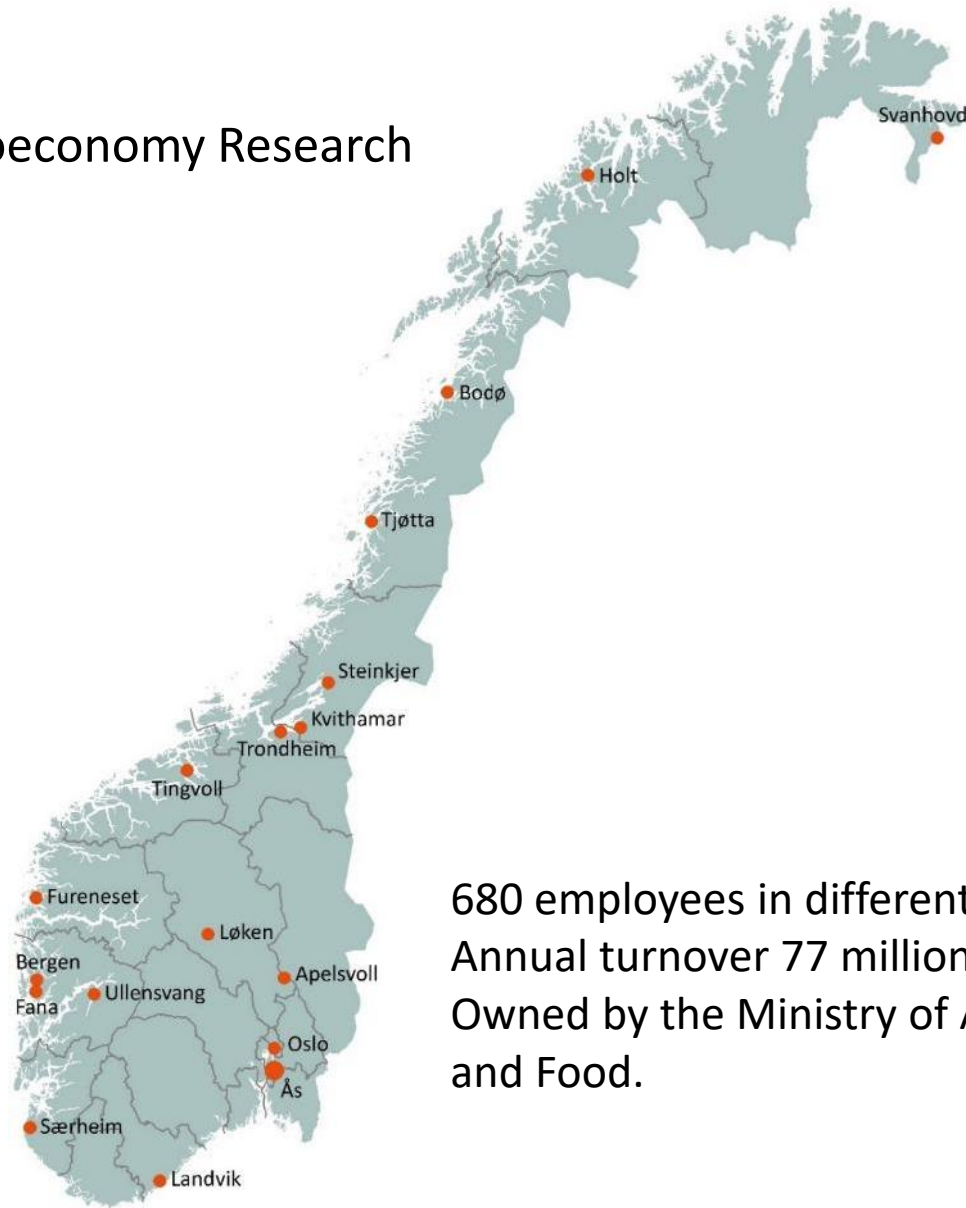 oeconomy Research
Svanhovd
Holt
Bodø
Tjøtta
Steinkjer
Kvithamar
Trondheim
Tingvoll
Fureneset
Løken
Bergen
Apelsvoll
Fana
Ullensvang
Oslo
Ås
Særheim
Landvik
680 employees in different
Annual turnover 77 million
Owned by the Ministry of A
and Food.